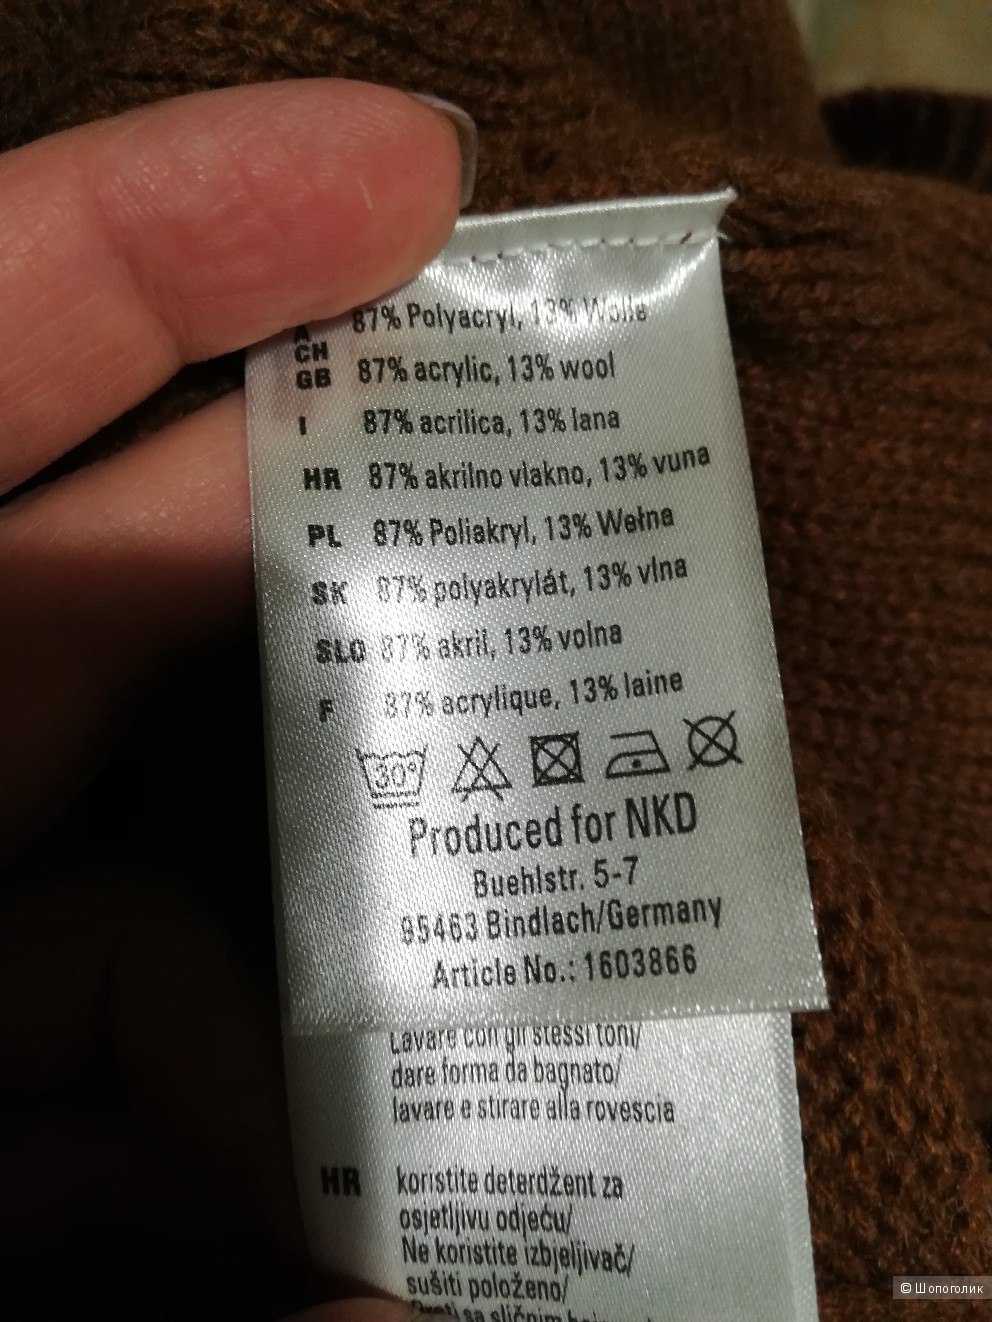 A 87% Polyacryl, 13% Wolle
CH
GB 87% acrylic, 13% wool
I 87% acrilica, 13% lana
HR 87% akrilno vlakno, 13% vuna
PL 87% Poliakryl, 13% Wełna
SK 87% polyakrylát, 13% vlna
SLO 87% akril, 13% volna
F 87% acrylique, 13% laine
30°
Produced for NKD
Buehlstr. 5-7
95463 Bindlach/Germany
Article No.: 1603866
Lavare con gli stessi toni/
dare forma da bagnato/
lavare e stirare alla rovescia
HR koristite deterdžent za
osjetljivu odjeću/
Ne koristite izbjeljivač/
sušiti položeno/
sa sličnim
© Шопоголик